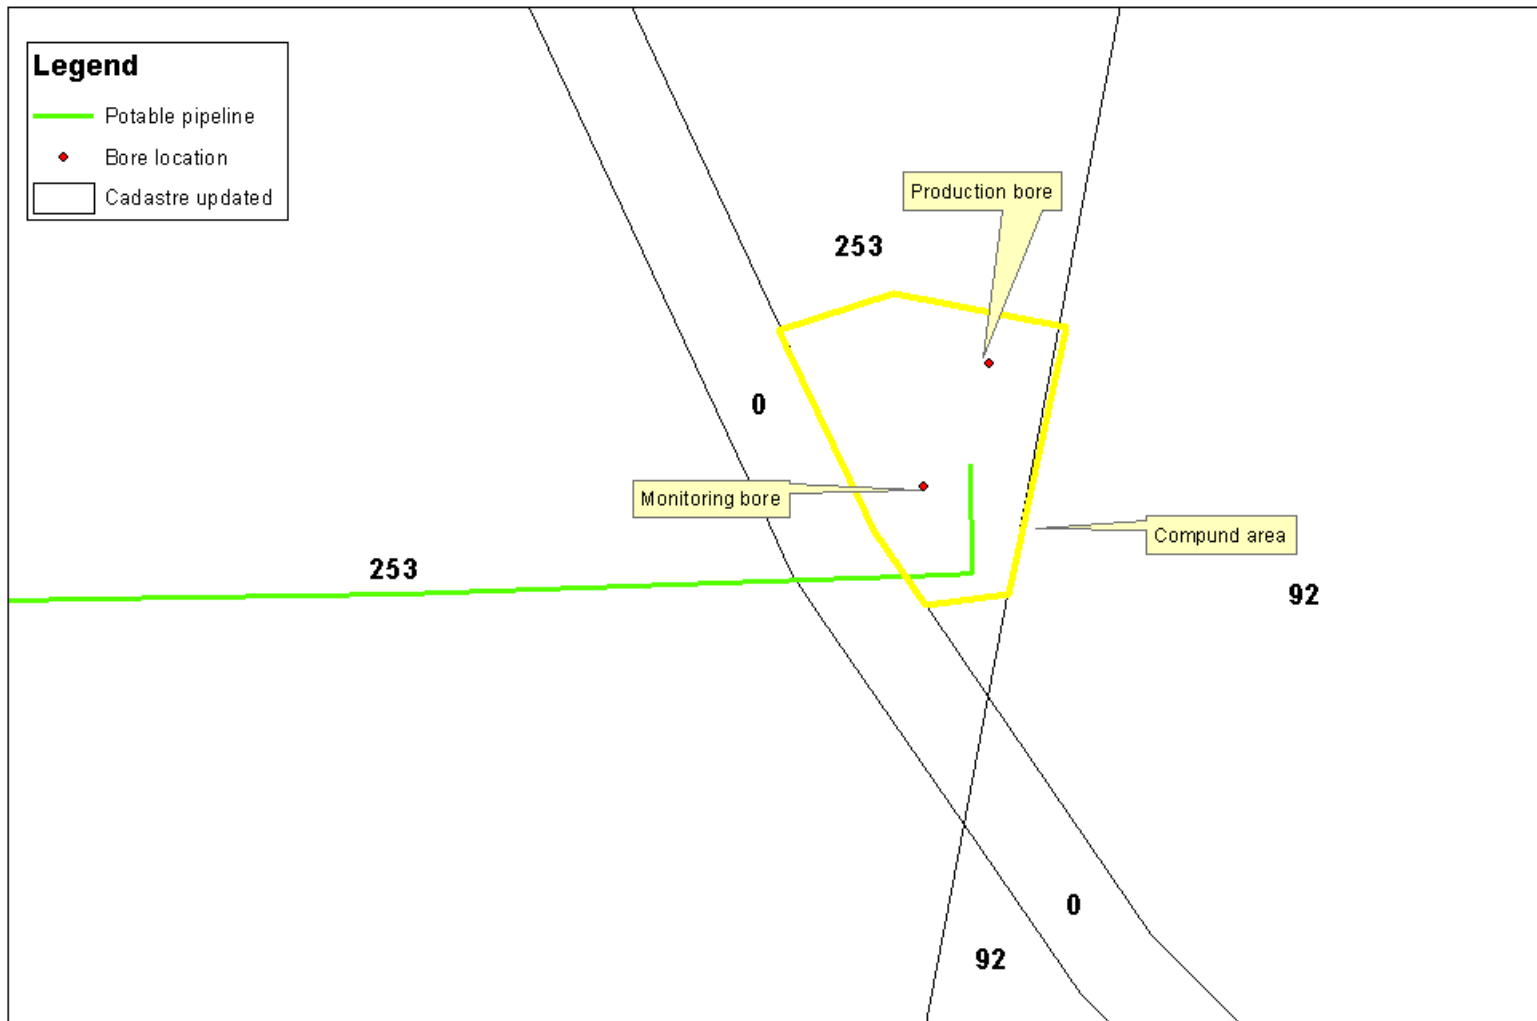 Legend
Potable pipeline
Bore location
Cadastre updated
Production bore
253
0
Monitoring bore
Compund area
253
92
0
92